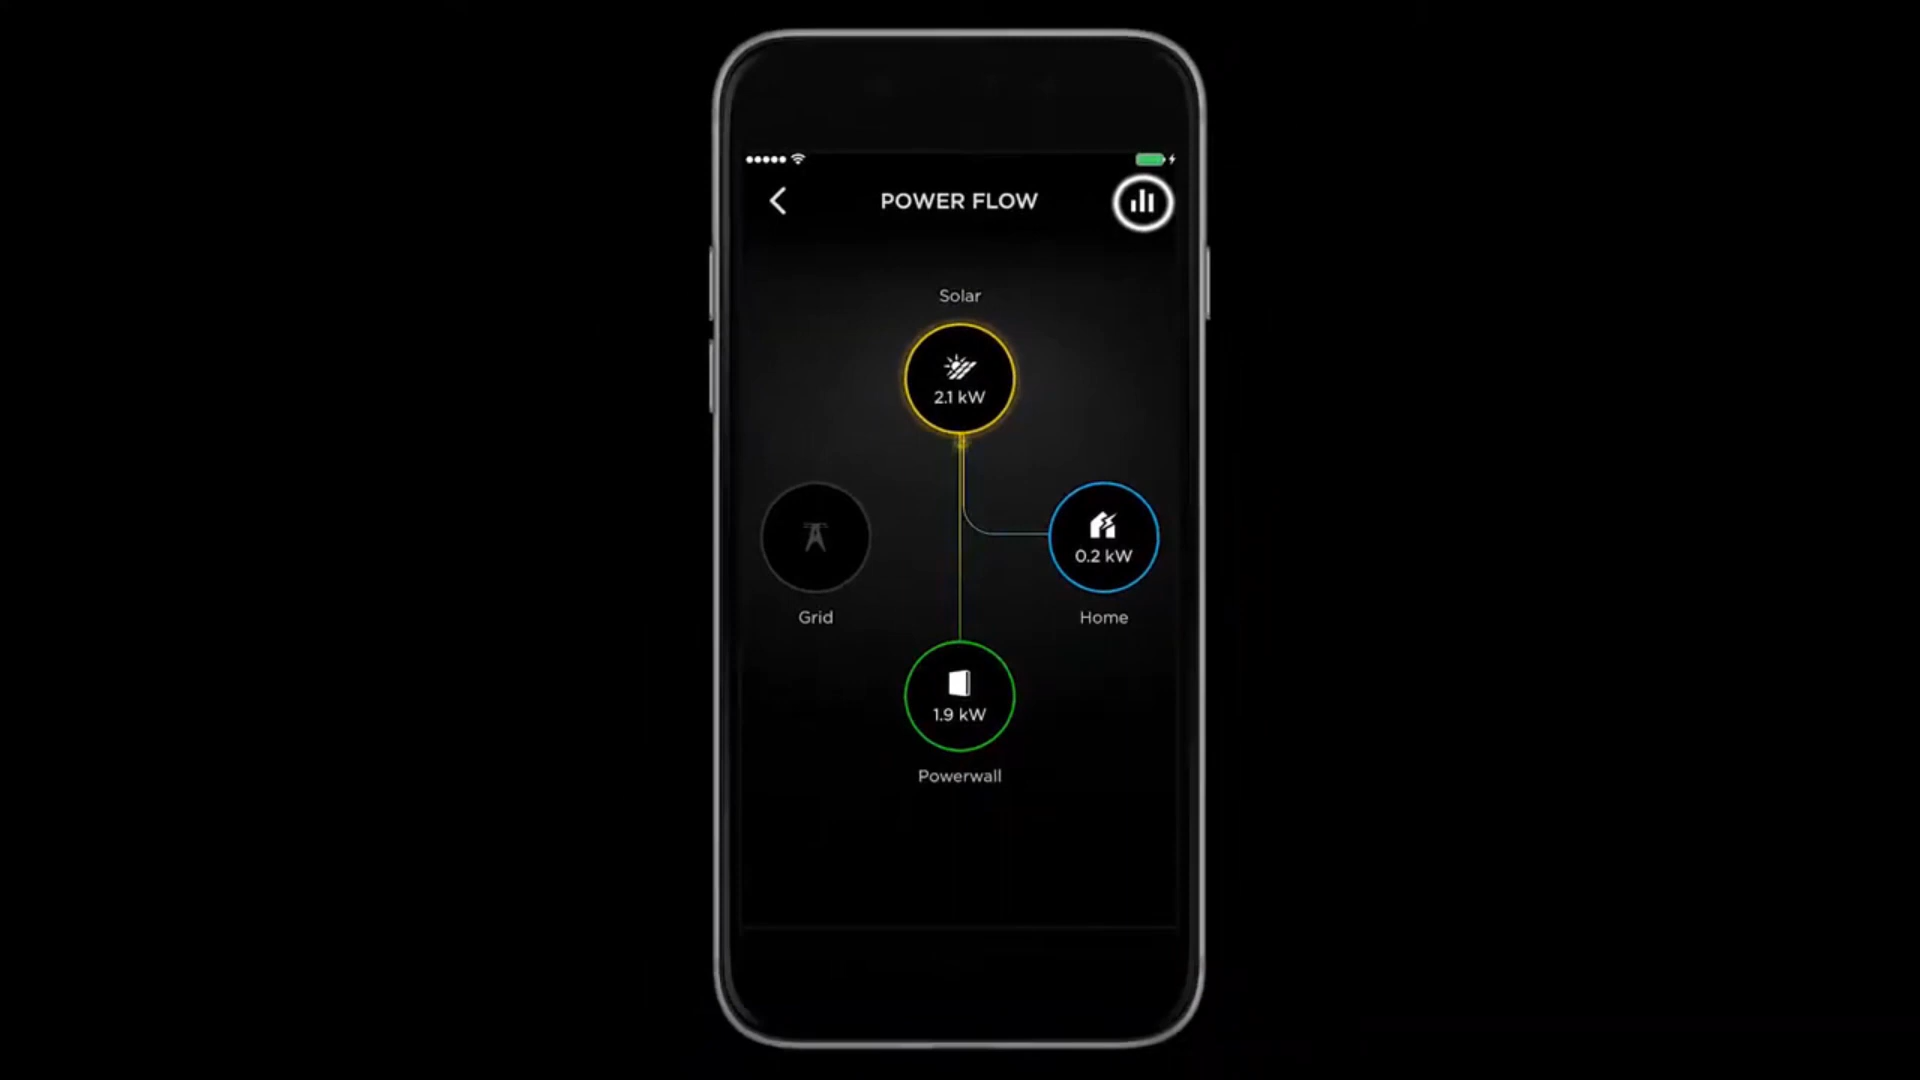 POWER FLOW
Solar
2.1 kW
0.2 kW
Grid
Home
1.9 kW
Powerwall